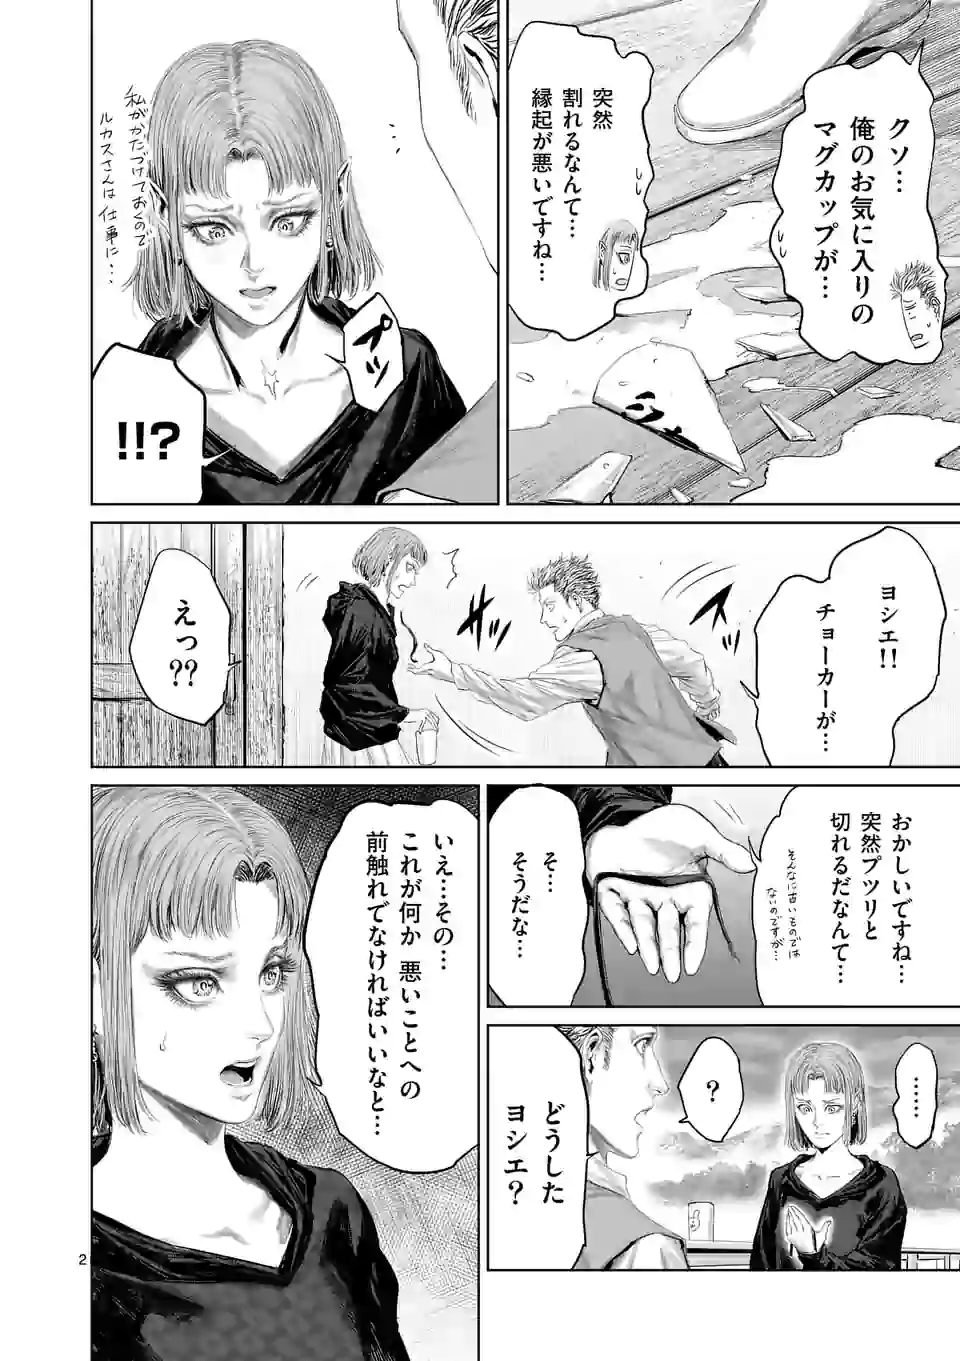 クソ…
俺のお気に入りの
マグカップが…
突然
割れるなんて…
縁起が悪いですね…
私がかたづけておくので
ルカスさんは仕事に…
プツ
!!?
ヨシエ!!
チョーカーが…
えっ??
おかしいですね…
突然プツリと
切れるだなんて…
そんなに古いものでは
ないのですが…
そ…
そうだな…
……
?
どうした
ヨシエ?
いえ…その…
これが何か 悪いことへの
前触れでなければいいなと…
2